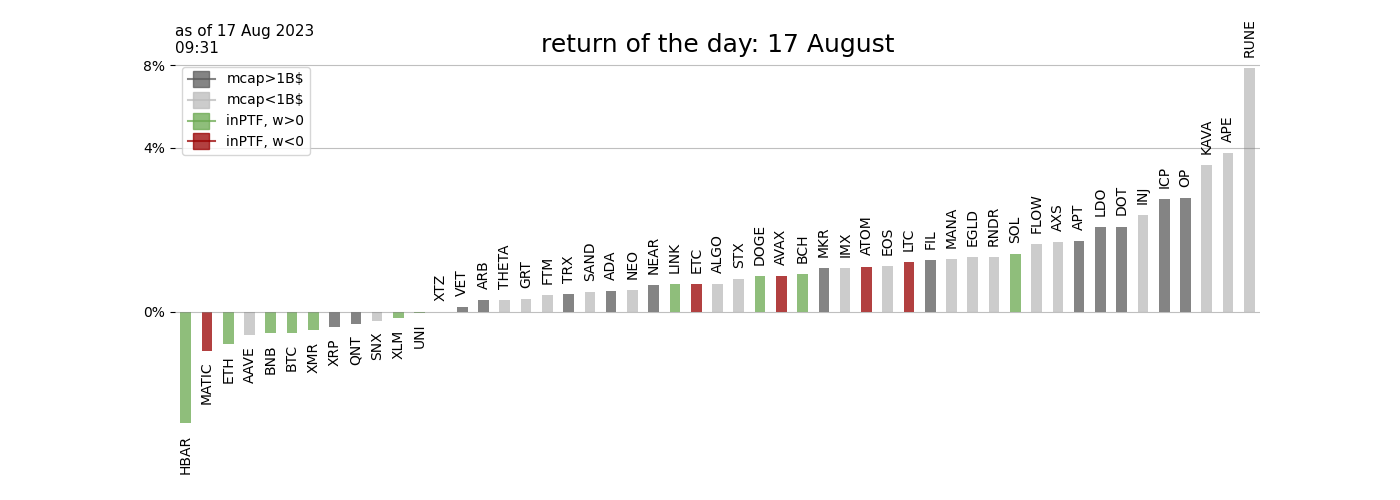 as of 17 Aug 2023
09:31
return of the day: 17 August
8%
4%
0%
mcap>1B$
mcap<1B$
inPTF, w>0
inPTF, w<0
HBAR
MATIC
ETH
AAVE
BNB
BTC
XMR
XRP
QNT
SNX
XLM
UNI
XTZ
VET
ARB
THETA
GRT
FTM
TRX
SAND
ADA
NEO
NEAR
LINK
ETC
ALGO
STX
DOGE
AVAX
BCH
MKR
IMX
ATOM
EOS
LTC
FIL
MANA
EGLD
RNDR
SOL
FLOW
AXS
APT
LDO
DOT
INJ
ICP
OP
KAVA
APE
RUNE